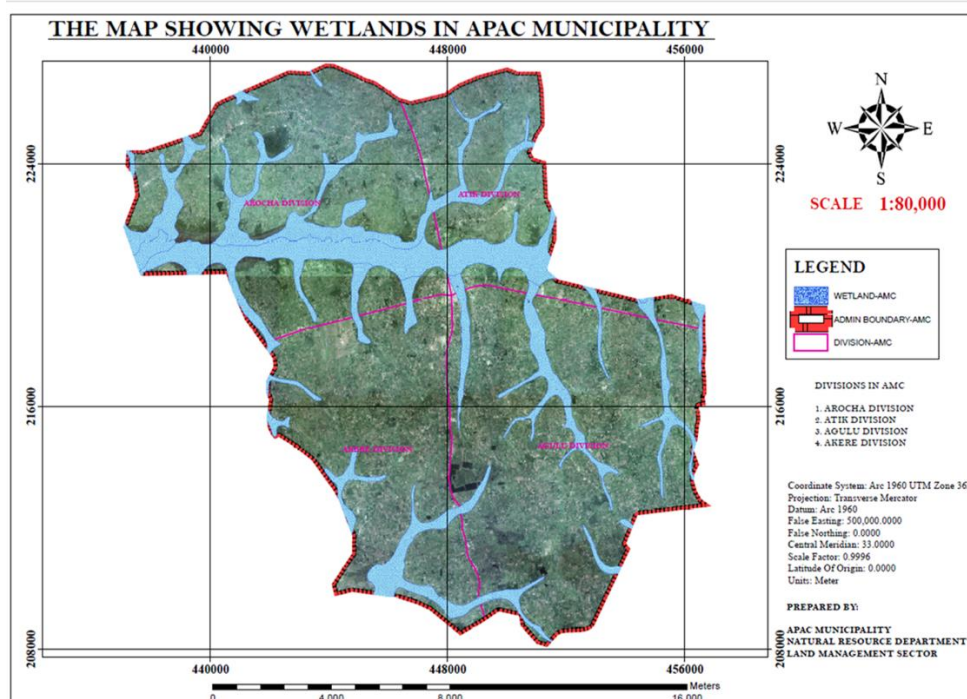 THE MAP SHOWING WETLANDS IN APAC MUNICIPALITY
440000 448000 456000
224000 224000
216000 216000
208000 208000
440000 448000 456000
AROCHA DIVISION
ATIK DIVISION
AKERE DIVISION
AGULU DIVISION
N
W E
S
SCALE 1:80,000
LEGEND
WETLAND-AMC
ADMIN BOUNDARY-AMC
DIVISION-AMC
DIVISIONS IN AMC
1. AROCHA DIVISION
2. ATIK DIVISION
3. AGULU DIVISION
4. AKERE DIVISION
Coordinate System: Arc 1960 UTM Zone 36
Projection: Transverse Mercator
Datum: Arc 1960
False Easting: 500,000.0000
False Northing: 0.0000
Central Meridian: 33.0000
Scale Factor: 0.9996
Latitude Of Origin: 0.0000
Units: Meter
PREPARED BY:
APAC MUNICIPALITY
NATURAL RESOURCE DEPARTMENT
LAND MANAGEMENT SECTOR
Meters
0 4,000 8,000 16,000